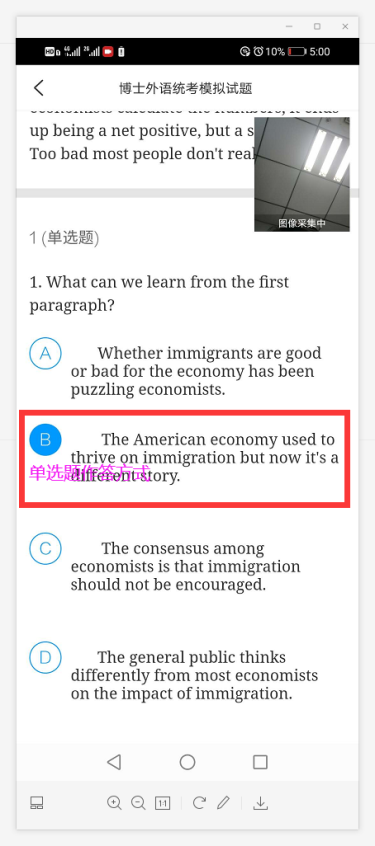 10% 5:00
博士外语统考模拟试题
up being a net positive, but a s
Too bad most people don't real
图像采集中
1 (单选题)
1. What can we learn from the first
paragraph?
A Whether immigrants are good
or bad for the economy has been
puzzling economists.
B The American economy used to
thrive on immigration but now it's a
different story.
单选题作答方式
C The consensus among
economists is that immigration
should not be encouraged.
D The general public thinks
differently from most economists
on the impact of immigration.
1:1